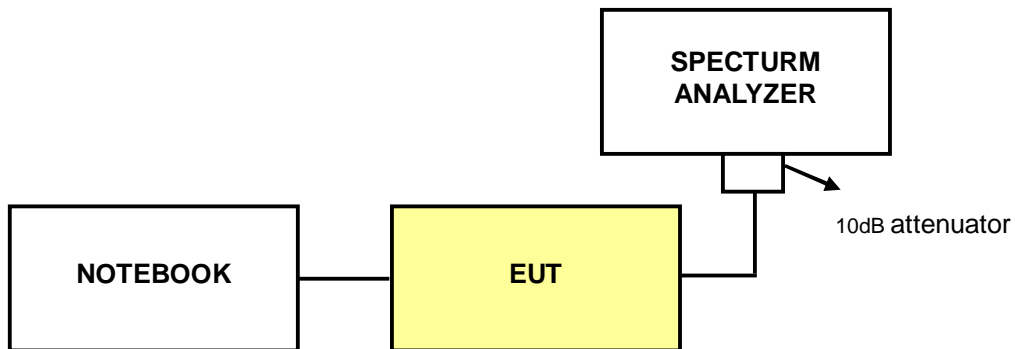 SPECTURM
ANALYZER
10dB attenuator
NOTEBOOK
EUT